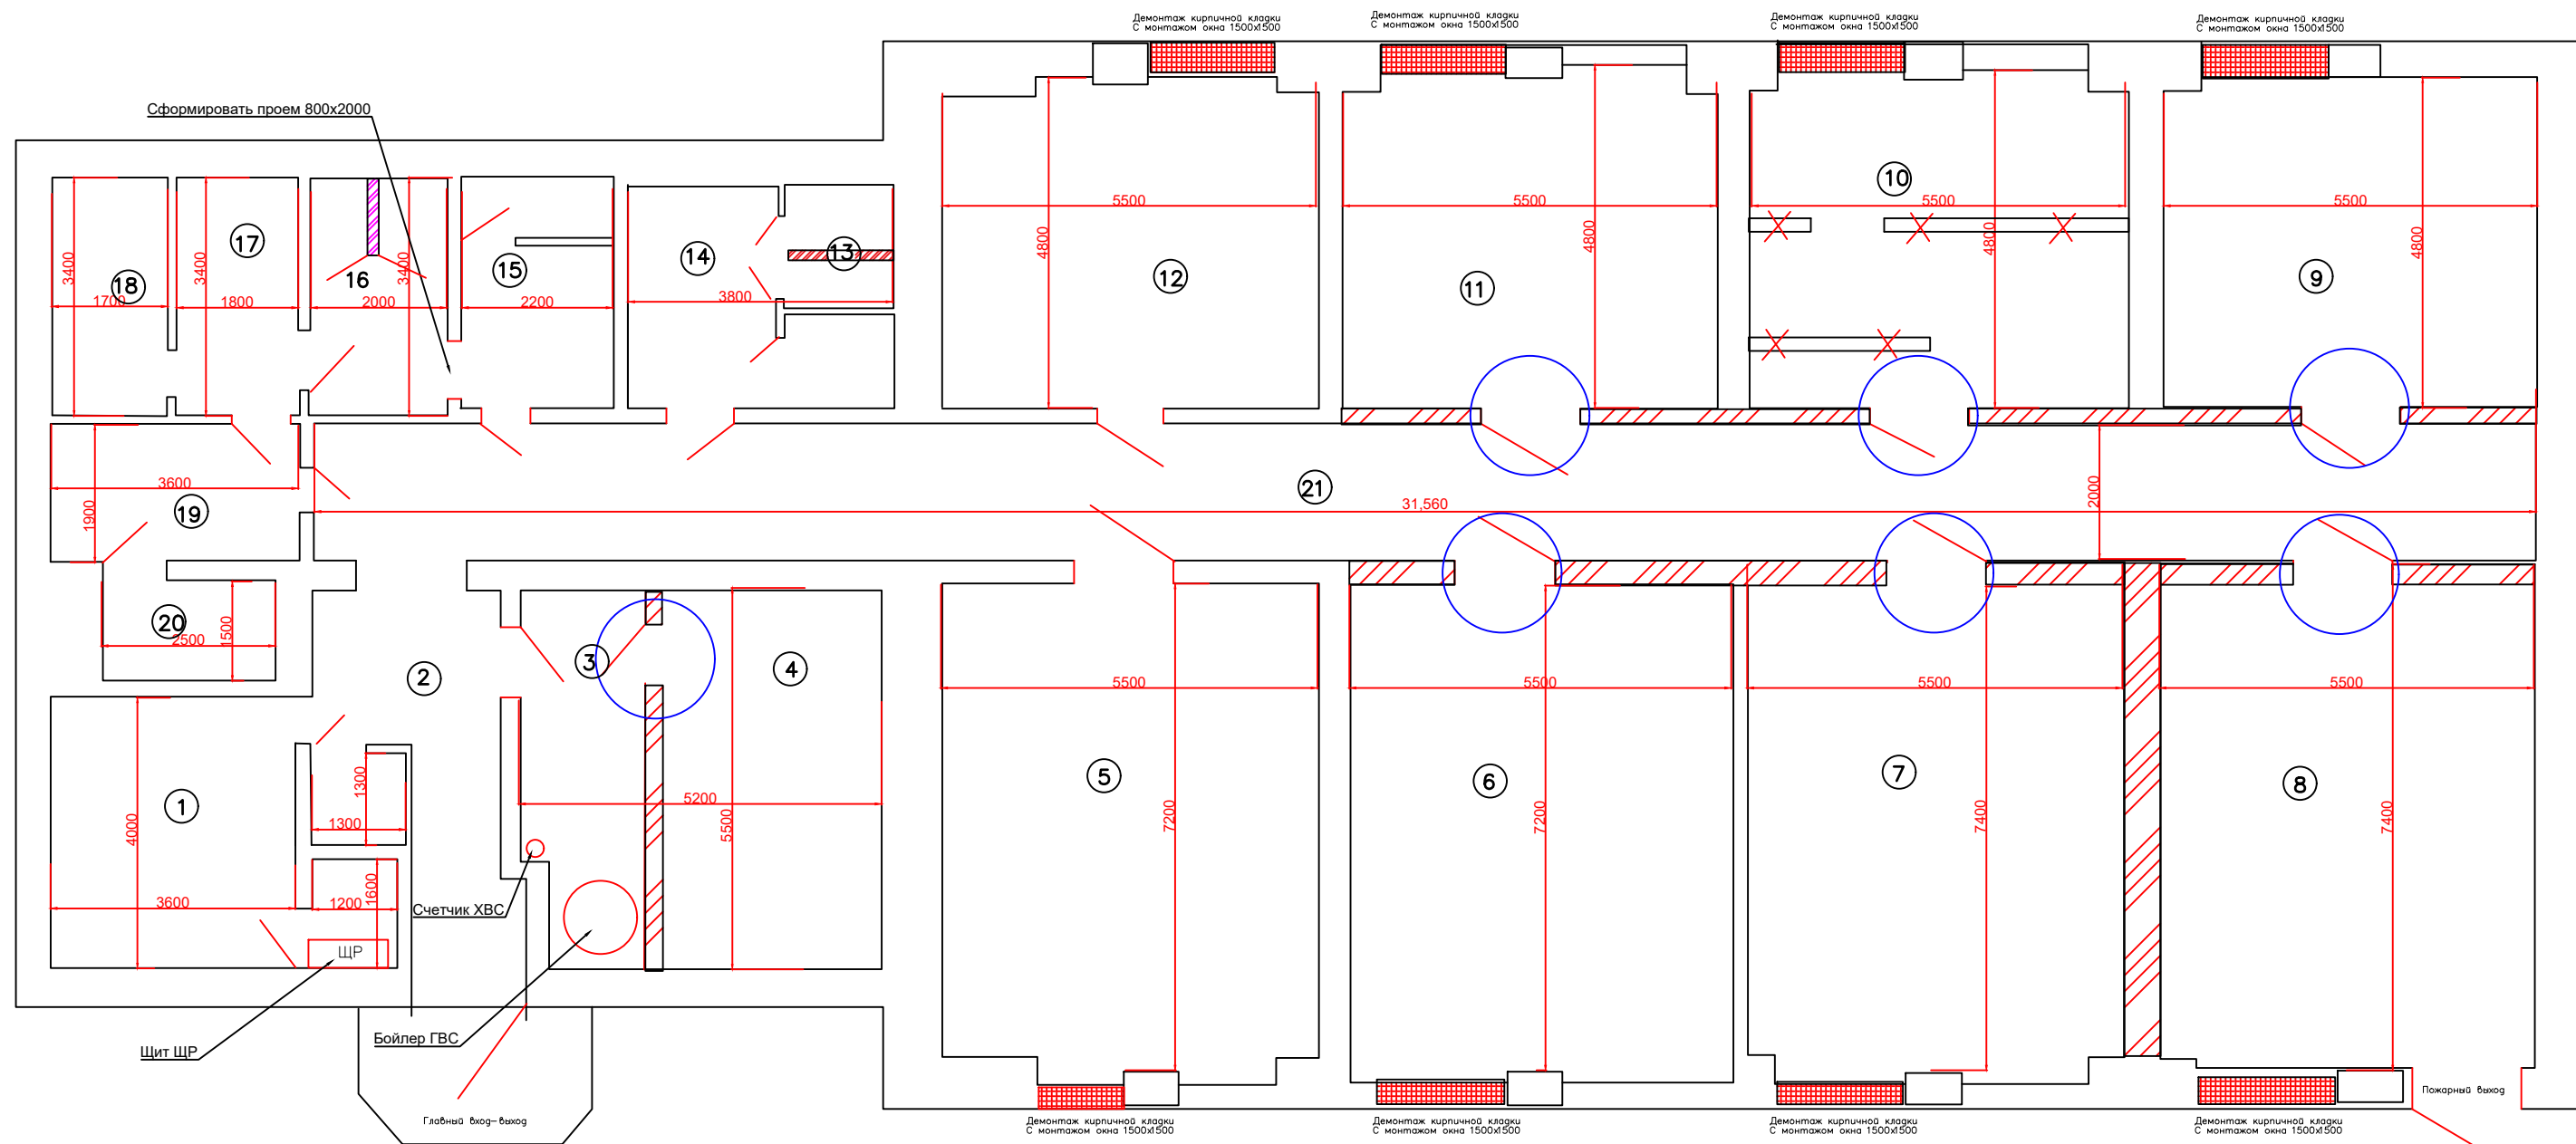 Демонтаж кирпичной кладки
С монтажом окна 1500х1500
Демонтаж кирпичной кладки
С монтажом окна 1500х1500
Демонтаж кирпичной кладки
С монтажом окна 1500х1500
Демонтаж кирпичной кладки
С монтажом окна 1500х1500
Сформировать проем 800х2000
18
3400
1700
17
3400
1800
16
3400
2000
15
2200
14
3800
13
12
5500
4800
11
5500
4800
10
5500
4800
9
5500
4800
19
3600
1900
21
31,560
2000
20
2500
1500
2
3
4
5200
5500
1
4000
3600
1300
1300
1200
1600
ЩР
Счетчик ХВС
Щит ЩР
Бойлер ГВС
Главный вход-выход
5
5500
7200
6
5500
7200
7
5500
7400
8
5500
7400
Пожарный выход
Демонтаж кирпичной кладки
С монтажом окна 1500х1500
Демонтаж кирпичной кладки
С монтажом окна 1500х1500
Демонтаж кирпичной кладки
С монтажом окна 1500х1500
Демонтаж кирпичной кладки
С монтажом окна 1500х1500